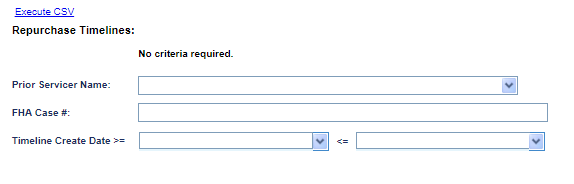 Execute CSV
Repurchase Timelines:
No criteria required.
Prior Servicer Name:
FHA Case #:
Timeline Create Date >= <=